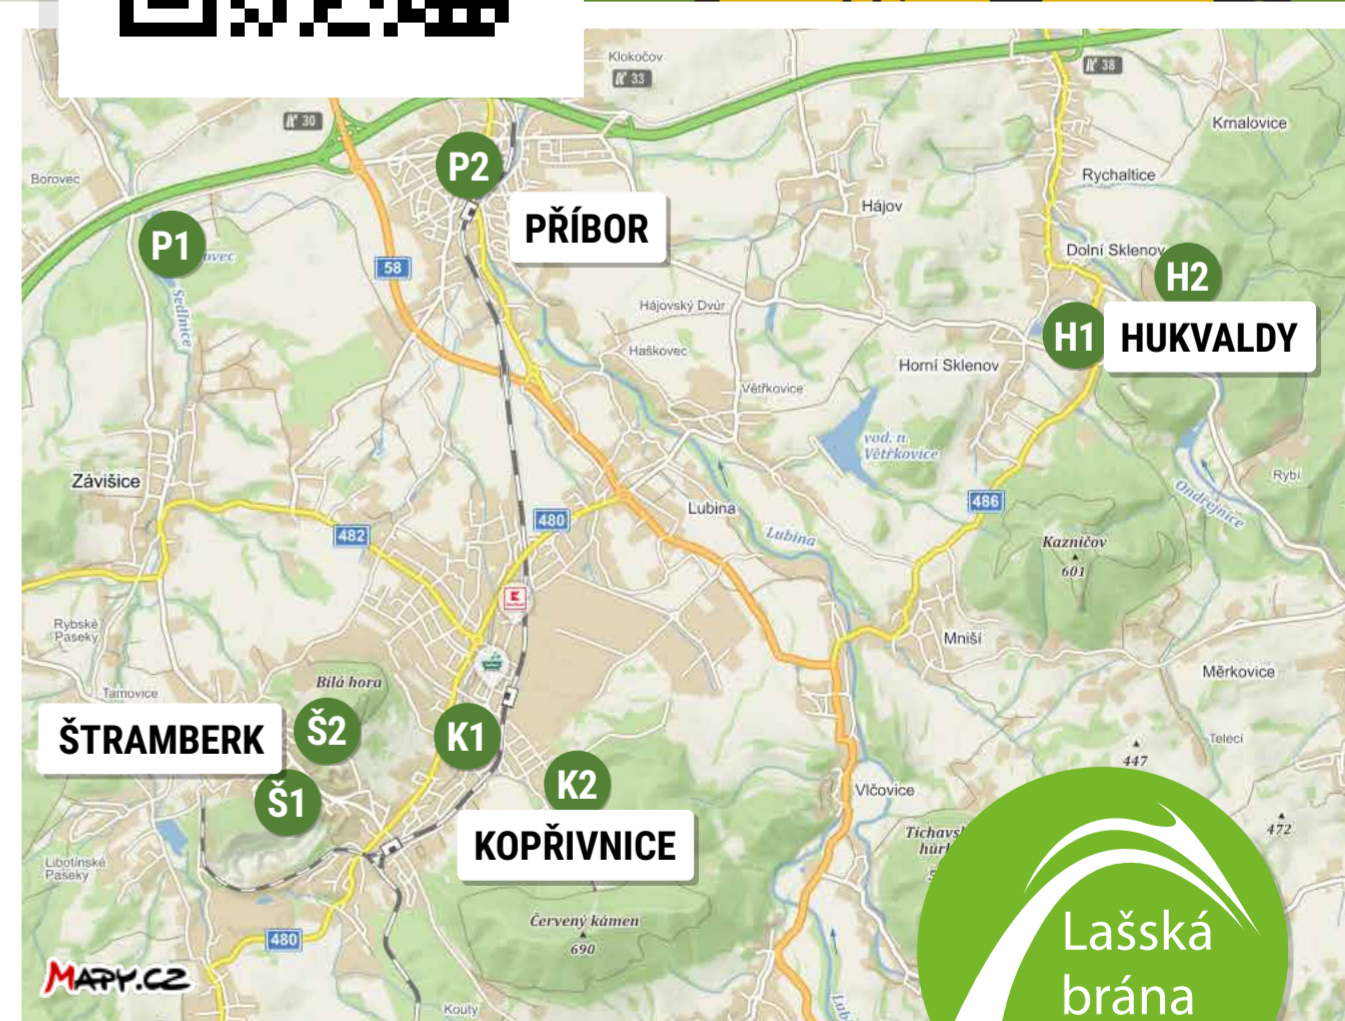 Klokočov
33
38
30
Krnalovice
P2
Borovec
Rychaltice
Hájov
PŘÍBOR
P1
Dolní Sklenov
58
H2
Sedlnice
Hájovský Dvůr
H1
HUKVALDY
Haškovec
Horní Sklenov
Větřkovice
vod. n.
Větřkovice
Závišice
Rybí
486
Ondřejnice
Lubina
480
482
Lubina
Kazničov
601
Rybské
Paseky
Mniší
Měrkovice
Bílá hora
Tamovice
ŠTRAMBERK
Š2
K1
Telecí
447
K2
Vlčovice
Š1
472
KOPŘIVNICE
Libotínské
Paseky
Červený kámen
690
480
Lašská
brána
MAPY.CZ
Kouty